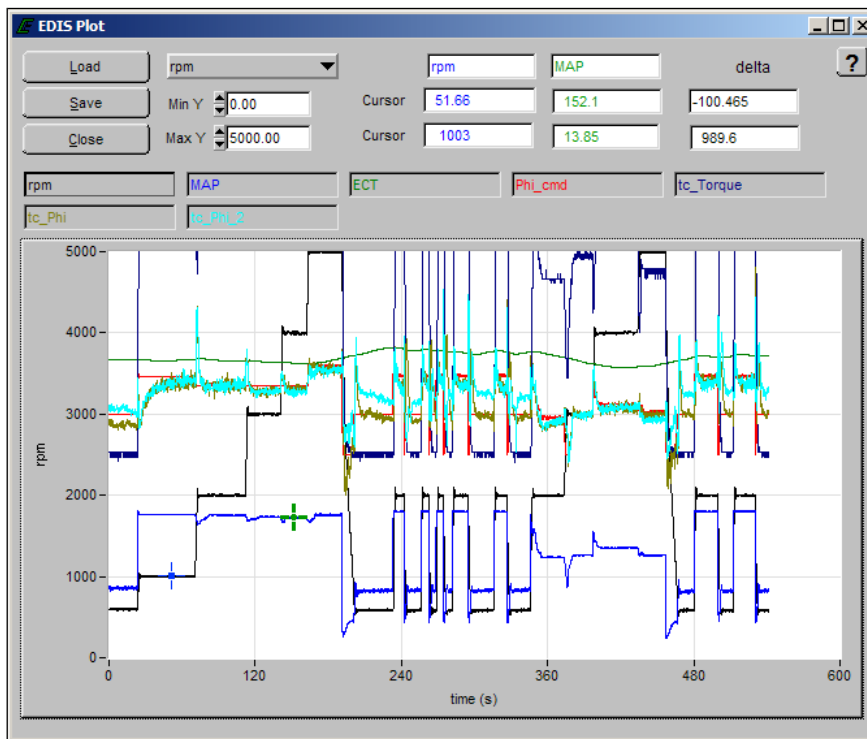 EDIS Plot
Load rpm rpm MAP delta ?
Save Min Y 0.00 Cursor 51.66 152.1 -100.465
Close Max Y 5000.00 Cursor 1003 13.85 989.6
rpm MAP ECT Phi_cmd tc_Torque
tc_Phi tc_Phi_2
5000
4000
3000
2000
1000
0
rpm
0 120 240 360 480 600
time (s)